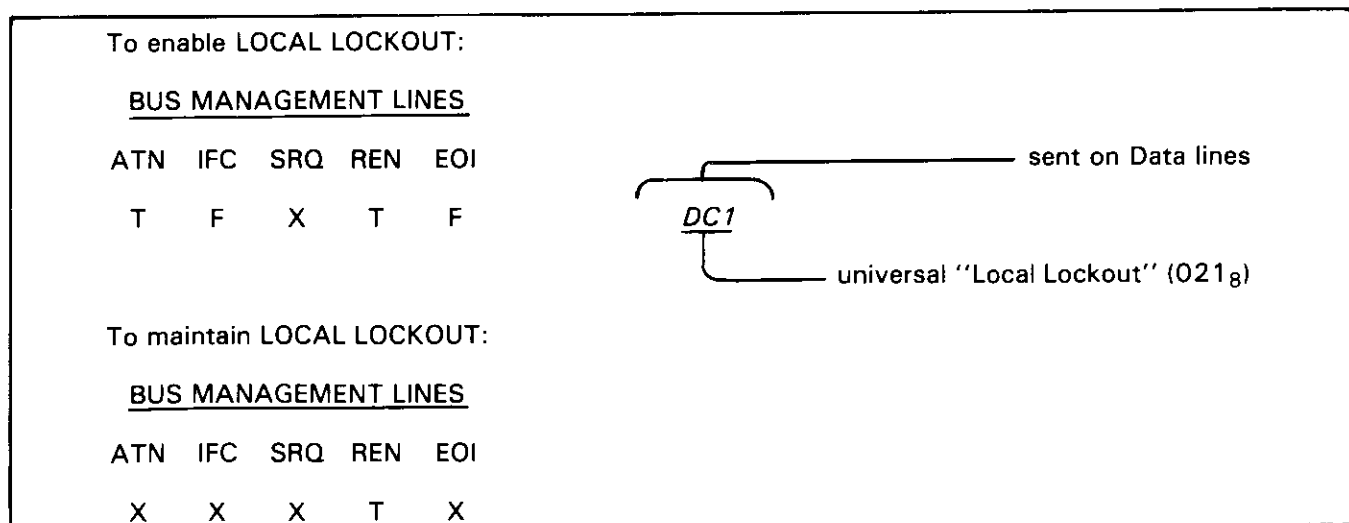 To enable LOCAL LOCKOUT:
BUS MANAGEMENT LINES
ATN IFC SRQ REN EOI
sent on Data lines
T F X T F
DC1
universal "Local Lockout" (021₈)
To maintain LOCAL LOCKOUT:
BUS MANAGEMENT LINES
ATN IFC SRQ REN EOI
X X X T X